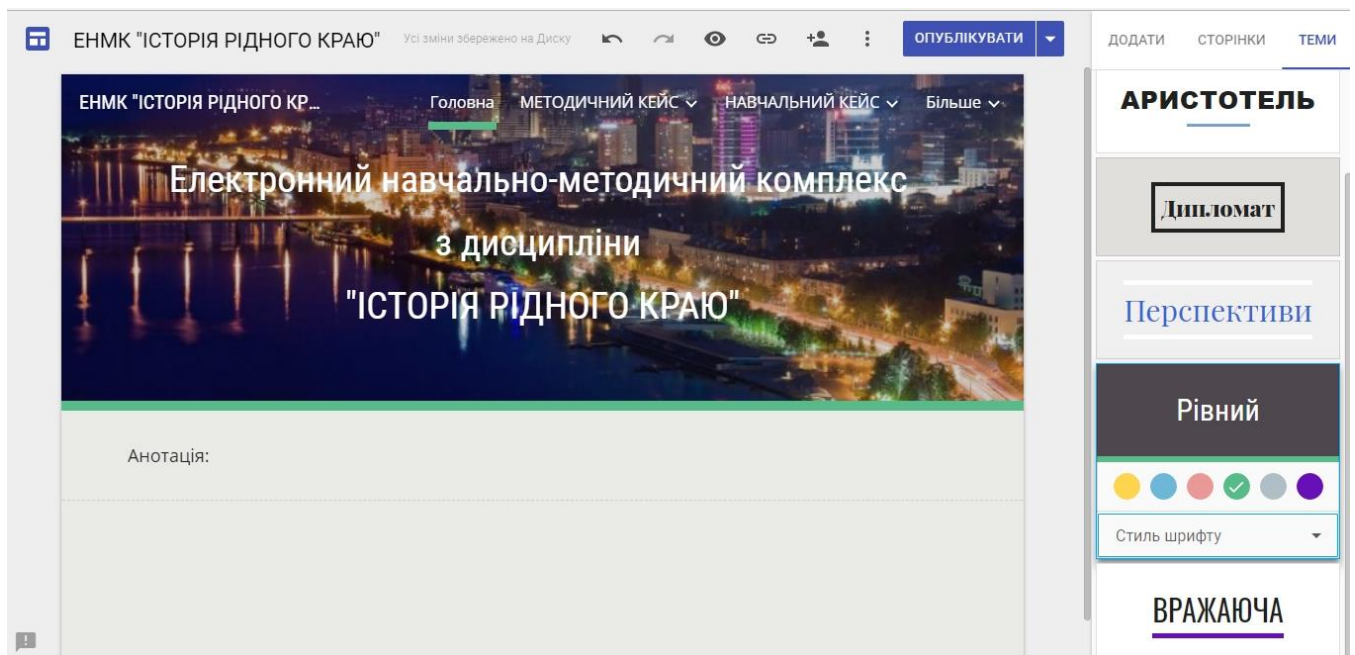 ЕНМК "ІСТОРІЯ РІДНОГО КРАЮ"
Усі зміни збережено на Диску
ОПУБЛІКУВАТИ
ДОДАТИ СТОРІНКИ ТЕМИ
ЕНМК "ІСТОРІЯ РІДНОГО КР...
Головна МЕТОДИЧНИЙ КЕЙС НАВЧАЛЬНИЙ КЕЙС Більше
Електронний навчально-методичний комплекс
з дисципліни
"ІСТОРІЯ РІДНОГО КРАЮ"
Анотація:
АРИСТОТЕЛЬ
Дипломат
Перспективи
Рівний
Стиль шрифту
ВРАЖАЮЧА